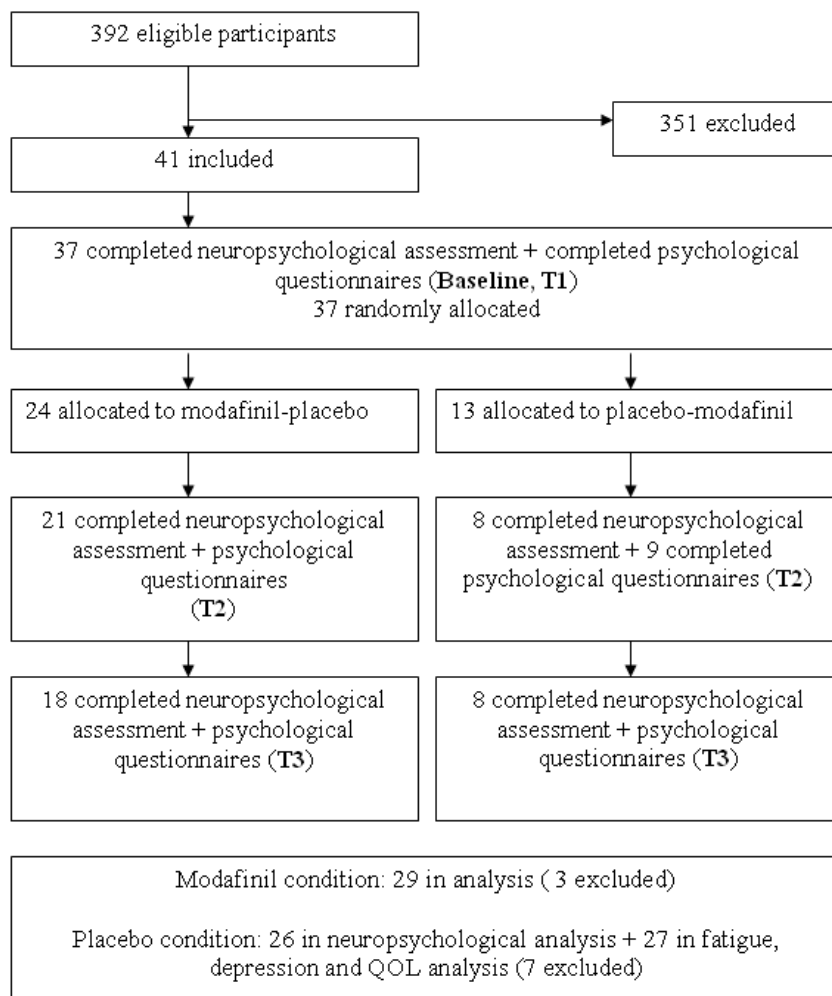 392 eligible participants
351 excluded
41 included
37 completed neuropsychological assessment + completed psychological
questionnaires (Baseline, T1)
37 randomly allocated
24 allocated to modafinil-placebo
13 allocated to placebo-modafinil
21 completed neuropsychological
assessment + psychological
questionnaires
(T2)
8 completed neuropsychological
assessment + 9 completed
psychological questionnaires (T2)
18 completed neuropsychological
assessment + psychological
questionnaires (T3)
8 completed neuropsychological
assessment + psychological
questionnaires (T3)
Modafinil condition: 29 in analysis ( 3 excluded)
Placebo condition: 26 in neuropsychological analysis + 27 in fatigue,
depression and QOL analysis (7 excluded)